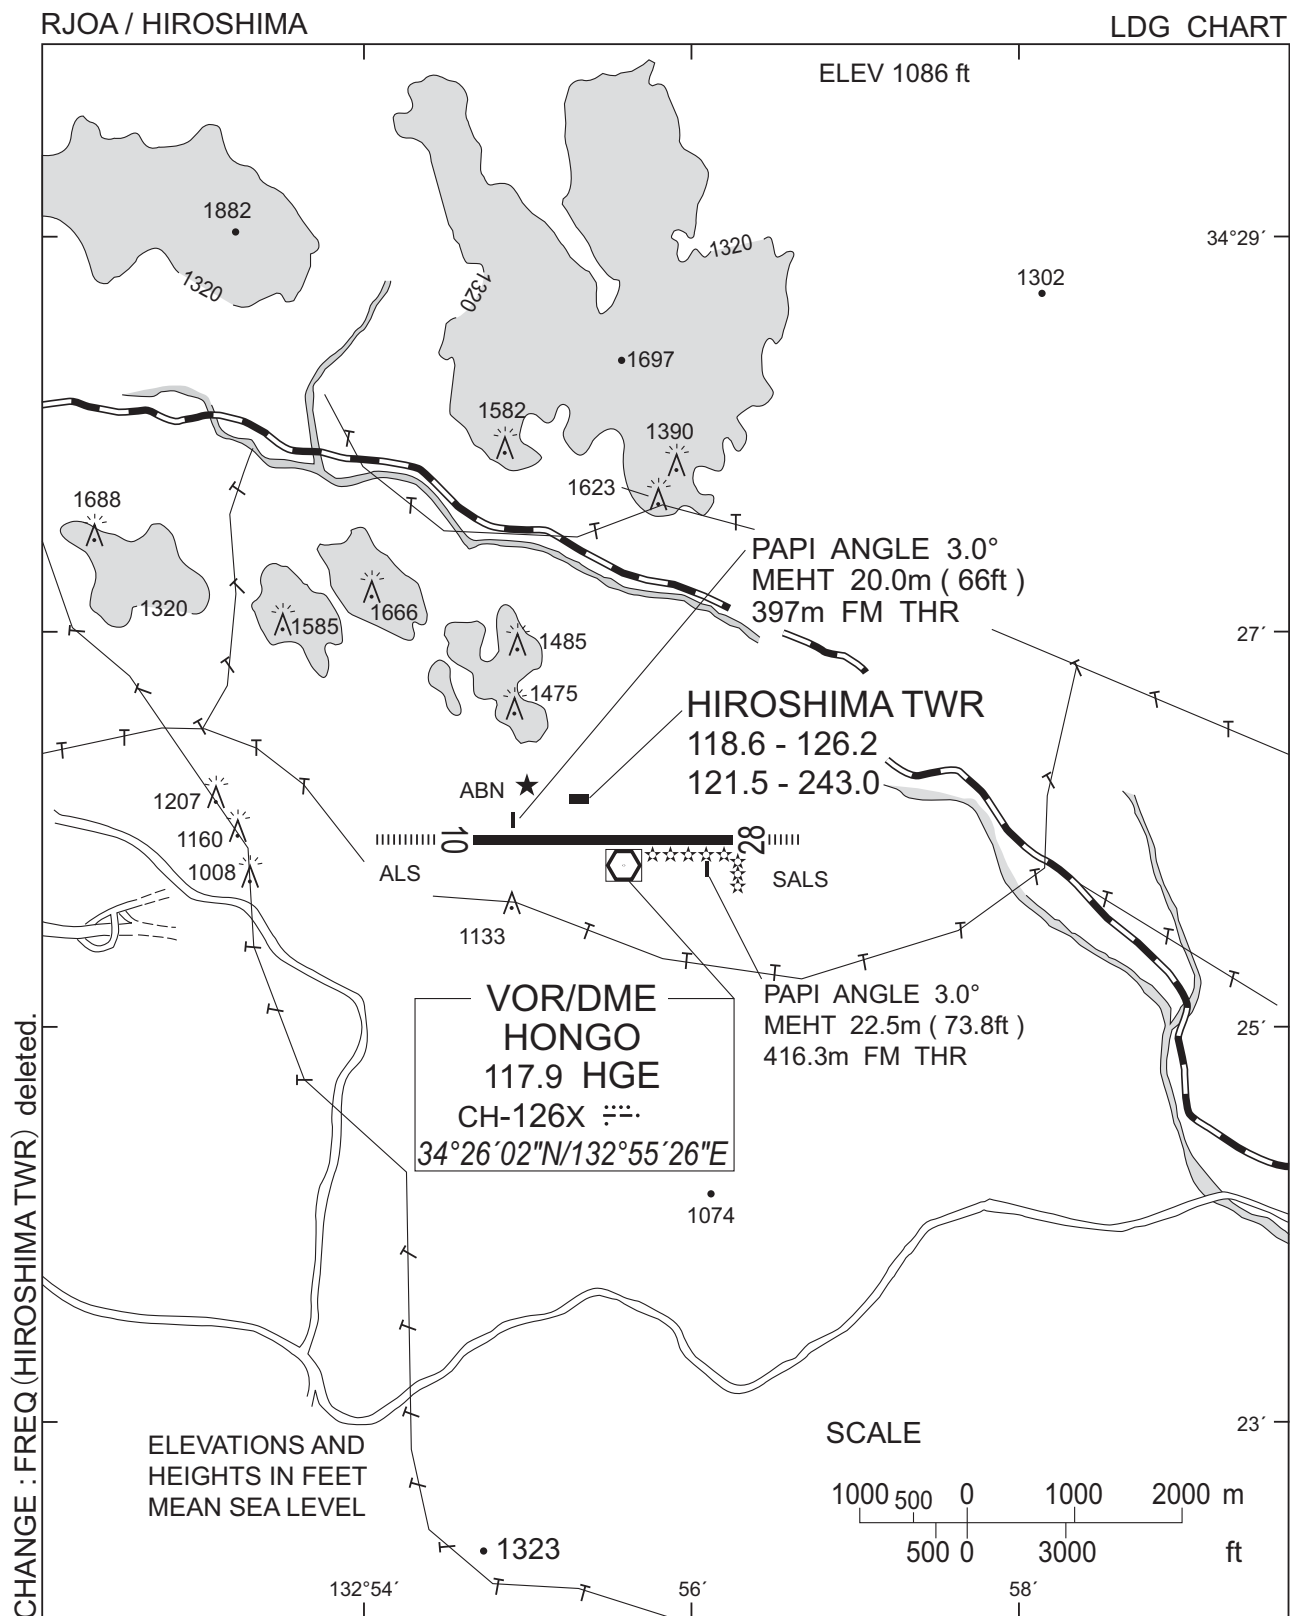 RJOA / HIROSHIMA
LDG CHART
ELEV 1086 ft
1882
1320
1320
1320
34°29´
1302
1697
1582
1390
1623
1688
1320
1585
1666
1485
1475
PAPI ANGLE 3.0°
MEHT 20.0m ( 66ft )
397m FM THR
27´
HIROSHIMA TWR
118.6 - 126.2
121.5 - 243.0
ABN
1207
1160
1008
10
28
ALS
SALS
1133
VOR/DME
HONGO
117.9 HGE
CH-126X
34°26´02"N/132°55´26"E
PAPI ANGLE 3.0°
MEHT 22.5m ( 73.8ft )
416.3m FM THR
25´
1074
CHANGE : FREQ (HIROSHIMA TWR) deleted.
23´
ELEVATIONS AND
HEIGHTS IN FEET
MEAN SEA LEVEL
SCALE
1000 500 0 1000 2000 m
500 0 3000 ft
1323
132°54´
56´
58´